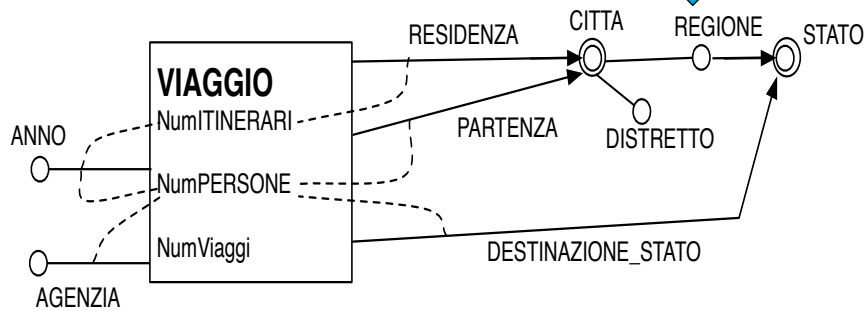 CITTA
REGIONE
STATO
RESIDENZA
VIAGGIO
NumITINERARI
ANNO
PARTENZA
DISTRETTO
NumPERSONE
NumViaggi
DESTINAZIONE_STATO
AGENZIA